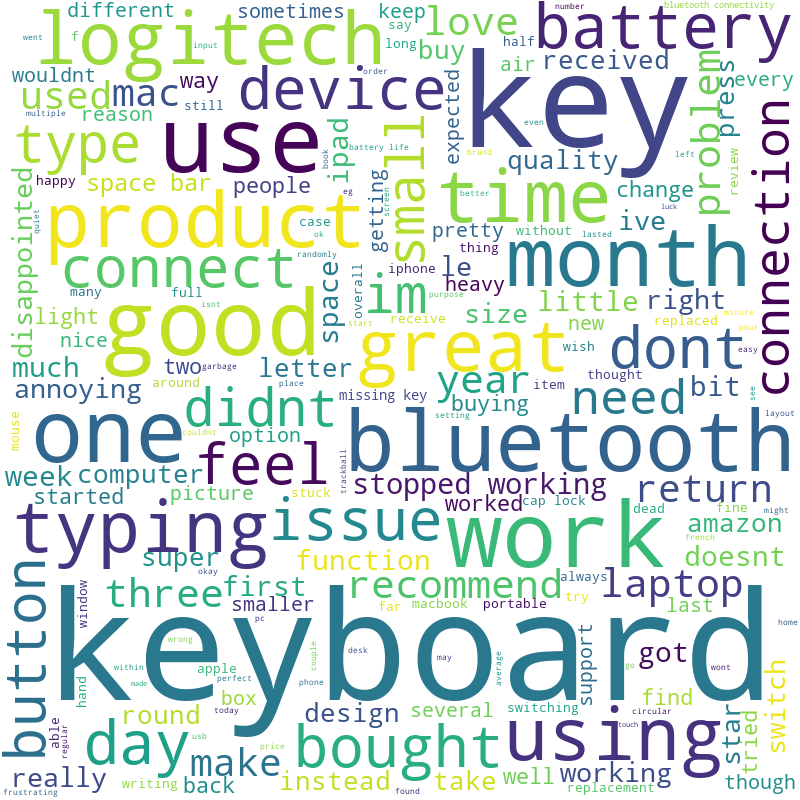 different
sometimes
keep
love
bluetooth connectivity
number
went
f
input
logitech
say
long
half
battery
wouldnt
way
still
device
key
buy
air
received
every
used
mac
order
even
press
multiple
reason
type
use
battery life
book
ipad
small
expected
brand
quality
left
review
problem
happy
space bar
people
eg
screen
getting
better
time
change
luck
connection
quiet
product
case
ok
pretty
without
ive
lasted
disappointed
connect
randomly
iphone
thing
le
month
many
full
space
overall
im
purpose
heavy
light
isnt
good
start
receive
size
little
right
minute
nice
new
replaced
pour
much
two
garbage
letter
great
wish
dont
easy
annoying
around
place
missing key
year
item
thought
bit
see
mouse
one
didnt
buying
need
layout
couldnt
option
setting
bluetooth
week
computer
feel
trackball
stopped working
return
started
picture
stuck
worked
cap lock
dead
fine
might
typing
issue
work
amazon
super
function
french
doesnt
okay
button
three
first
recommend
always
laptop
window
smaller
far
macbook
portable
try
last
wrong
pc
keyboard
home
within
apple
couple
desk
may
support
got
go
wont
hand
made
perfect
phone
average
find
box
today
switching
circular
star
switch
able
regular
day
round
design
several
using
touch
tried
usb
bought
price
make
really
writing
back
instead
take
well
working
though
frustrating
found
replacement